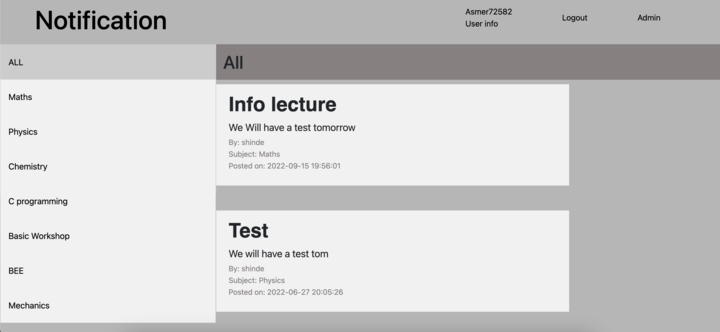 Notification
Asmer72582
User info
Logout
Admin
ALL
Maths
Physics
Chemistry
C programming
Basic Workshop
BEE
Mechanics
All
Info lecture
We Will have a test tomorrow
By: shinde
Subject: Maths
Posted on: 2022-09-15 19:56:01
Test
We will have a test tom
By: shinde
Subject: Physics
Posted on: 2022-06-27 20:05:26